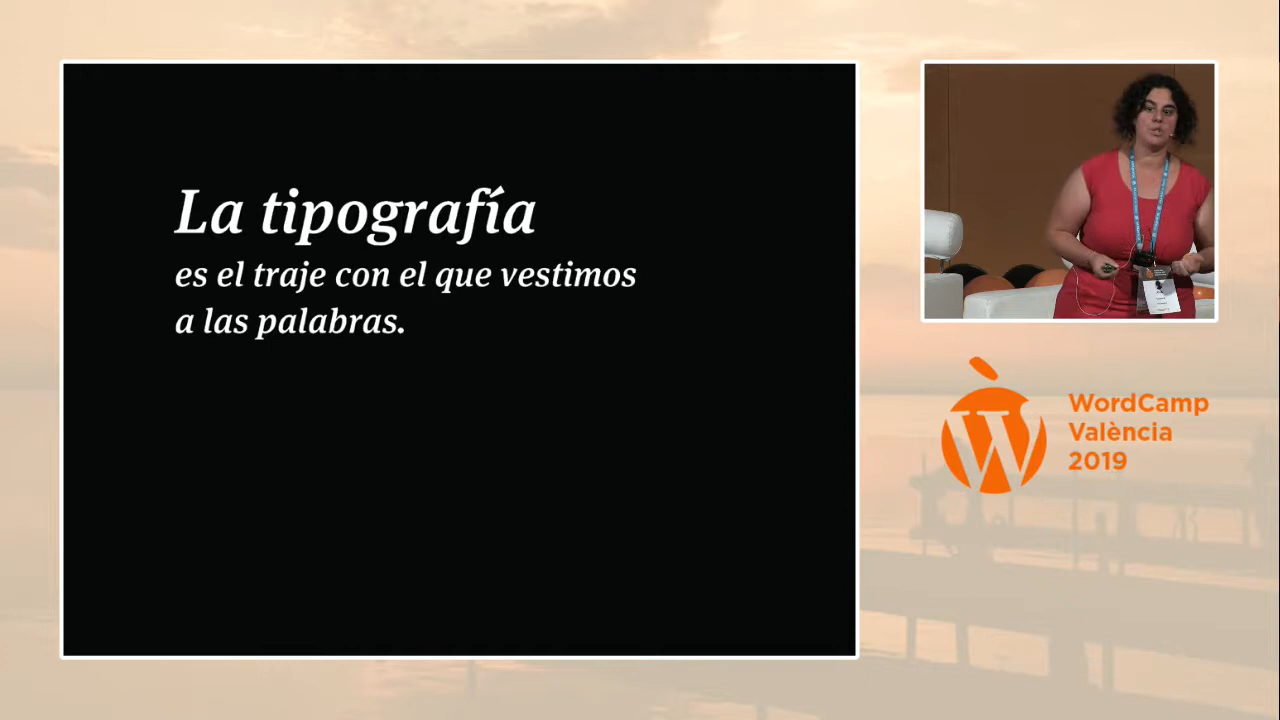 La tipografía
es el traje con el que vestimos
a las palabras.
WordCamp
València
2019